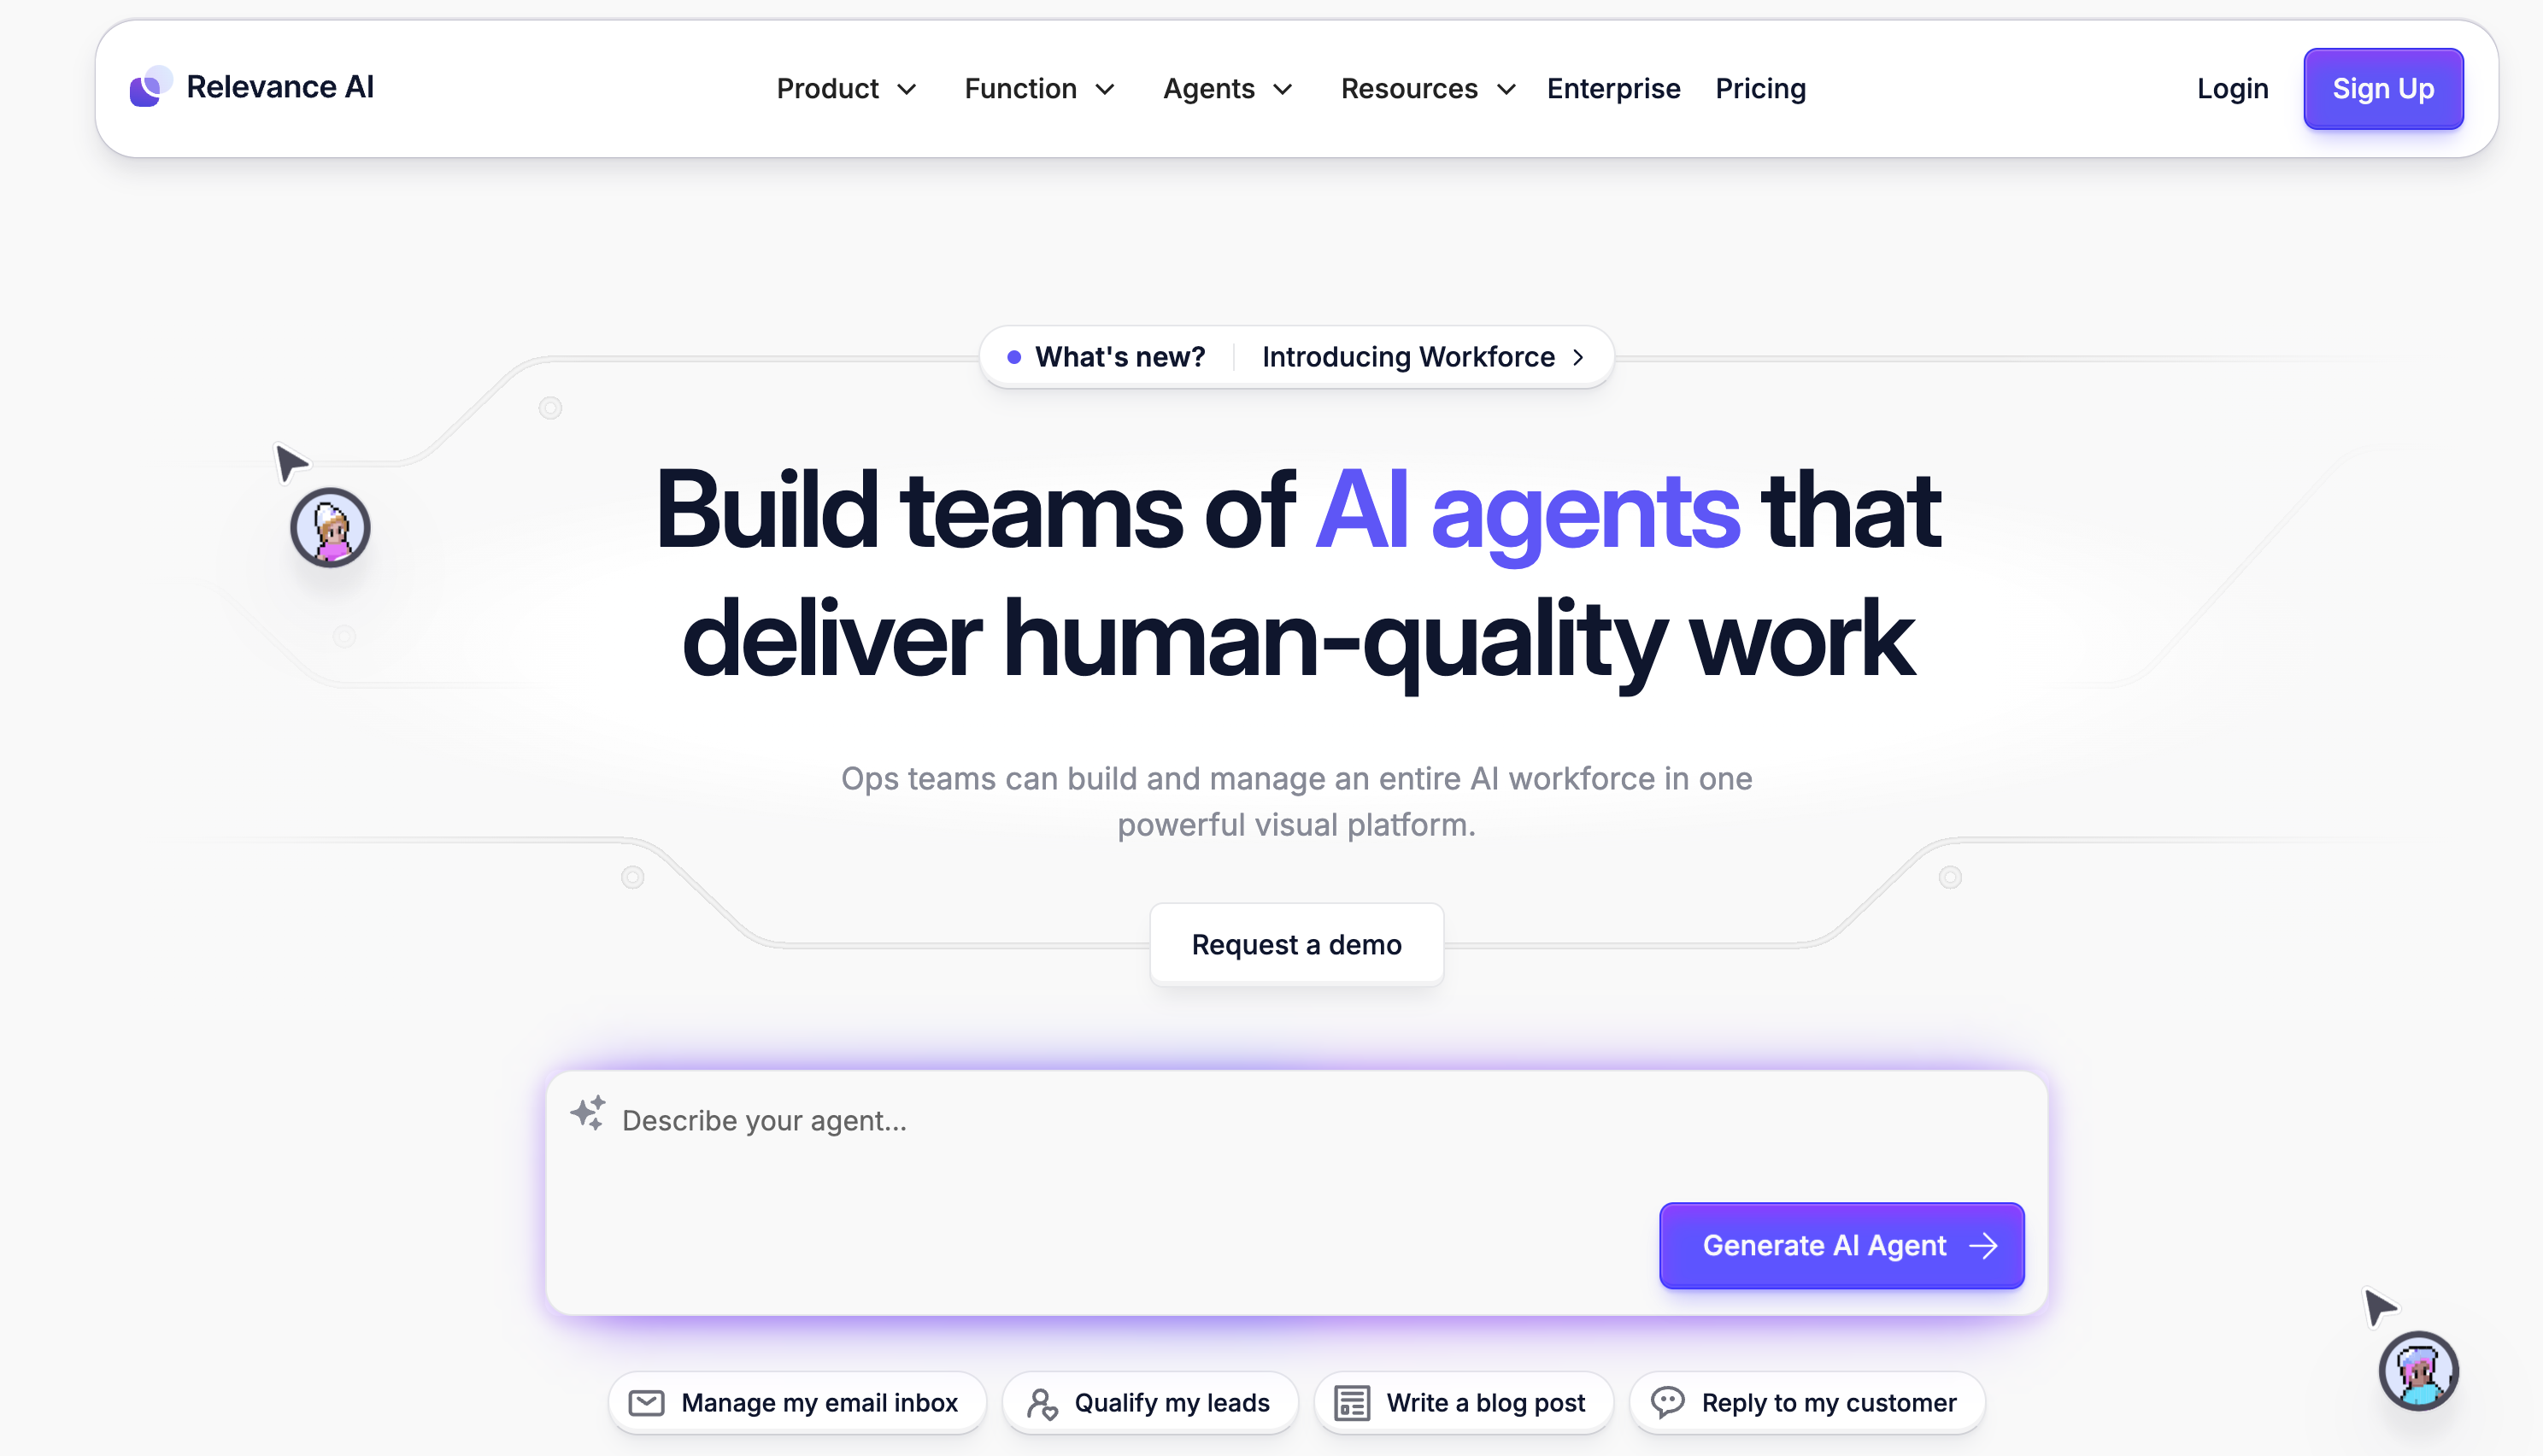 Relevance AI
Product
Function
Agents
Resources
Enterprise
Pricing
Login
Sign Up
What's new?
Introducing Workforce
Build teams of AI agents that
deliver human-quality work
Ops teams can build and manage an entire AI workforce in one
powerful visual platform.
Request a demo
Describe your agent...
Generate AI Agent
Manage my email inbox
Qualify my leads
Write a blog post
Reply to my customer